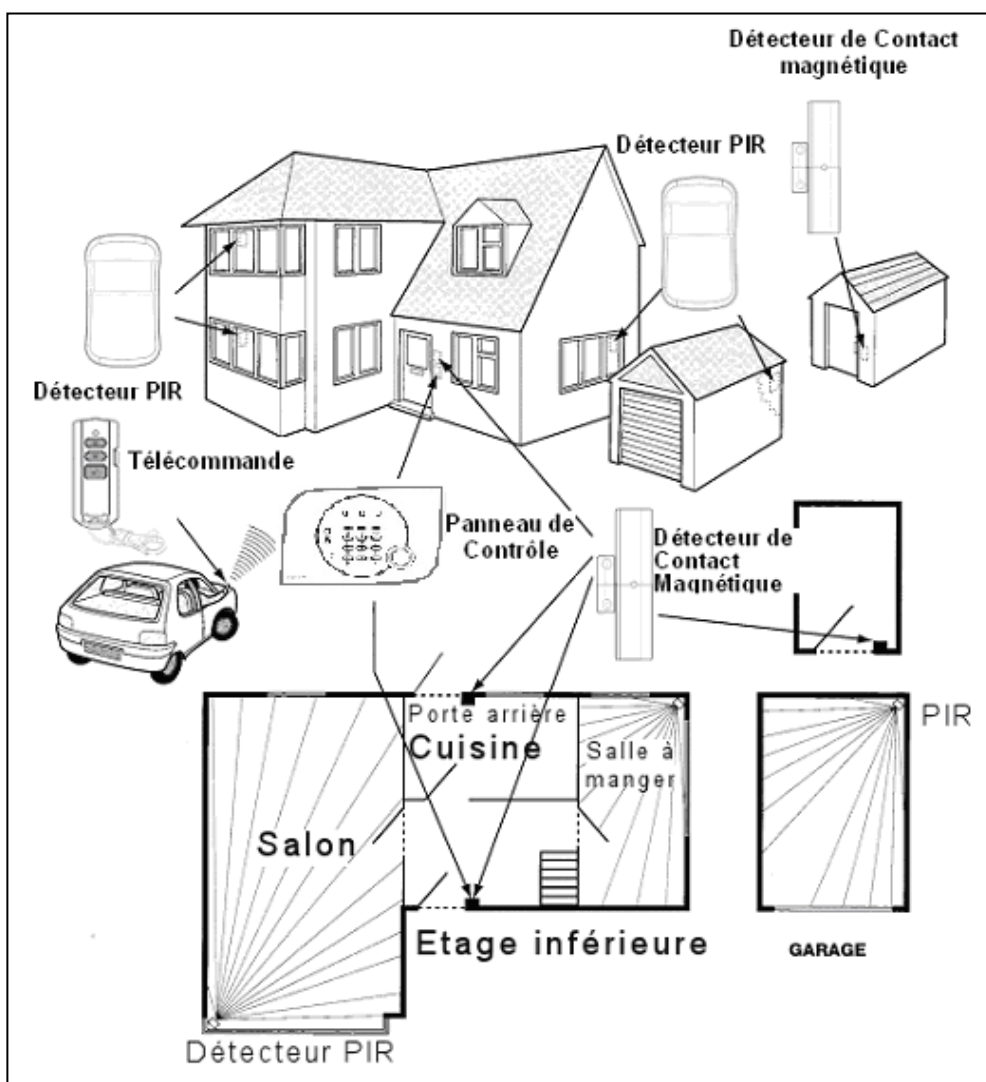 Détecteur de Contact
magnétique
Détecteur PIR
Détecteur PIR
Télécommande
Panneau de
Contrôle
Détecteur de
Contact
Magnétique
Porte arrière
Cuisine
Salle à
manger
PIR
Salon
Etage inférieure
GARAGE
Détecteur PIR